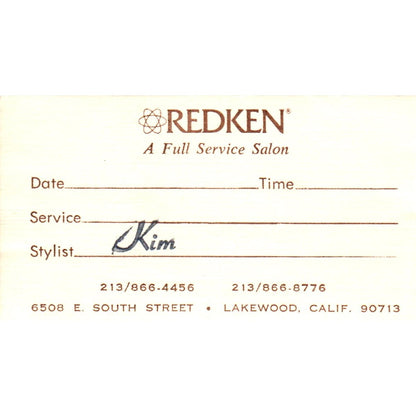 REDKEN®
A Full Service Salon
Date Time
Service
Stylist Kim
213/866-4456 213/866-8776
6508 E. SOUTH STREET • LAKEWOOD, CALIF. 90713